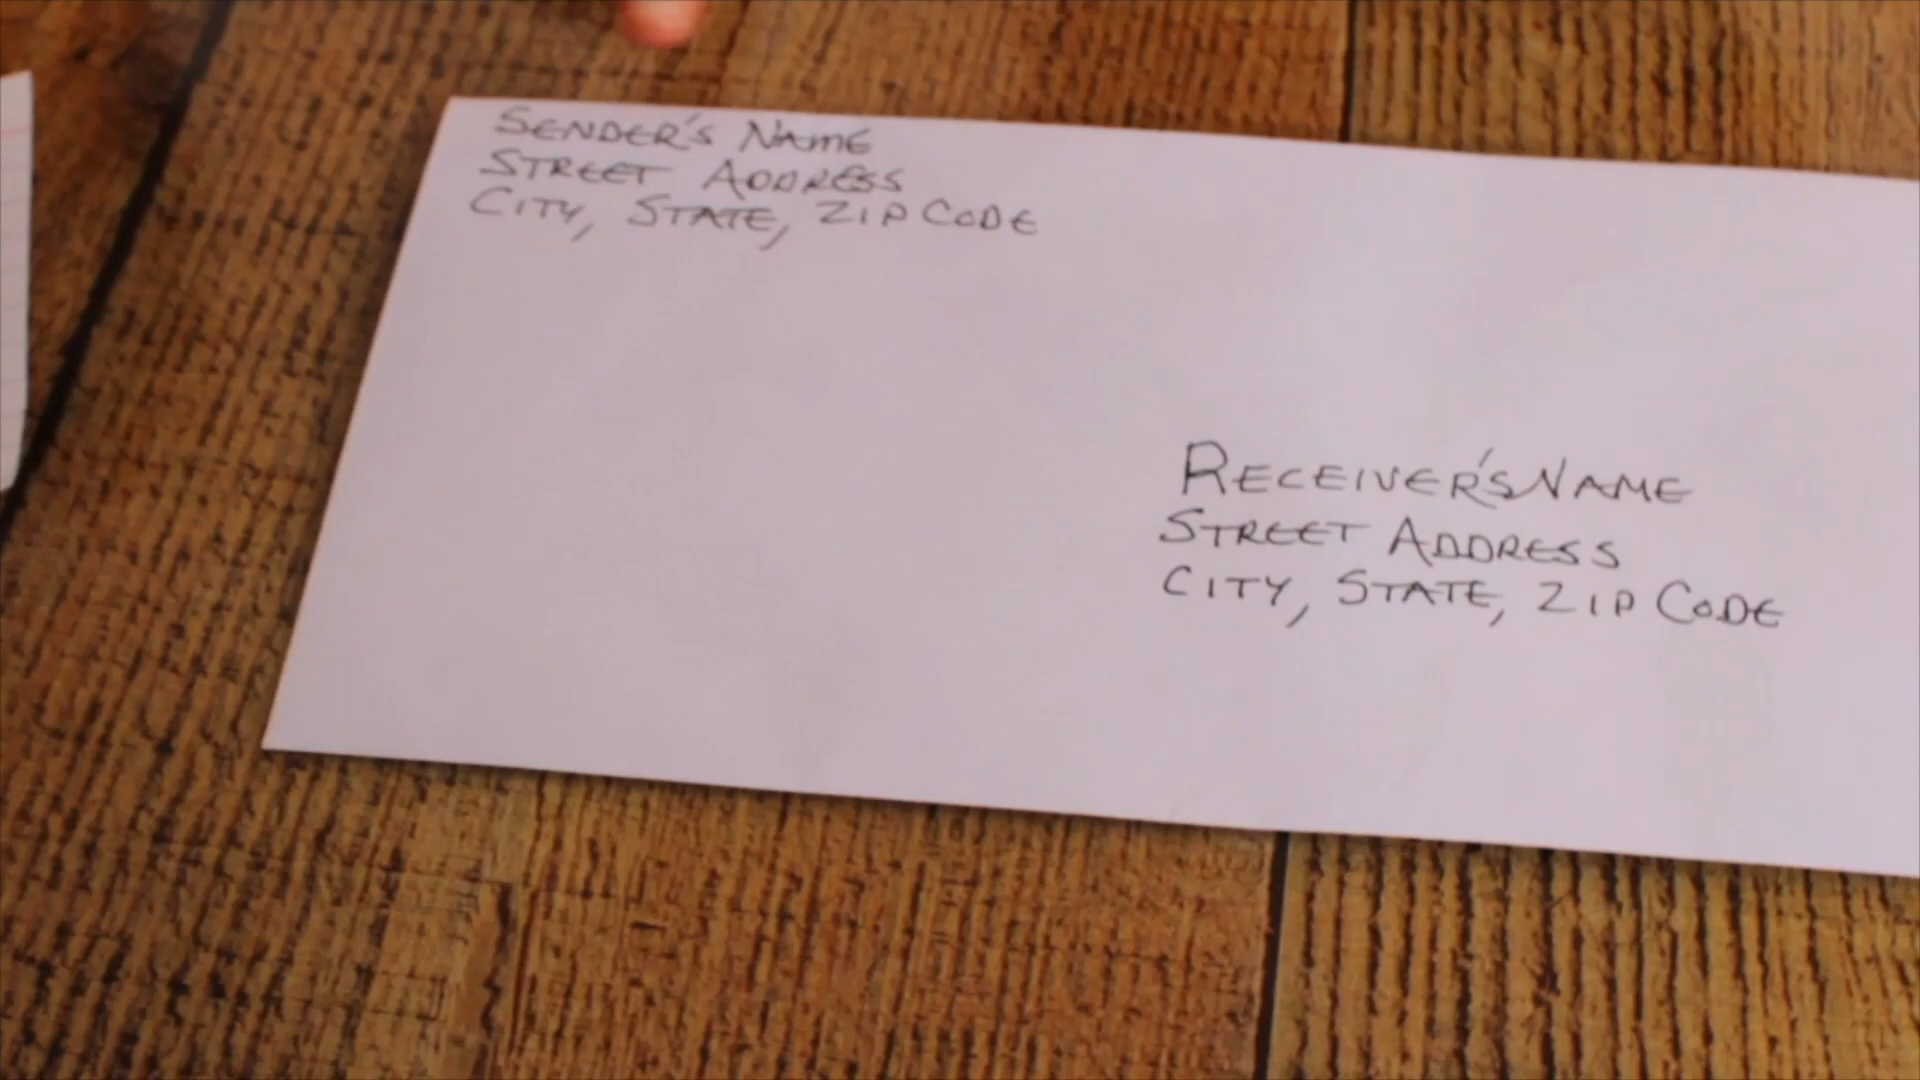 SENDER'S NAME
STREET ADDRESS
CITY, STATE, ZIP CODE
RECEIVER'S NAME
STREET ADDRESS
CITY, STATE, ZIP CODE